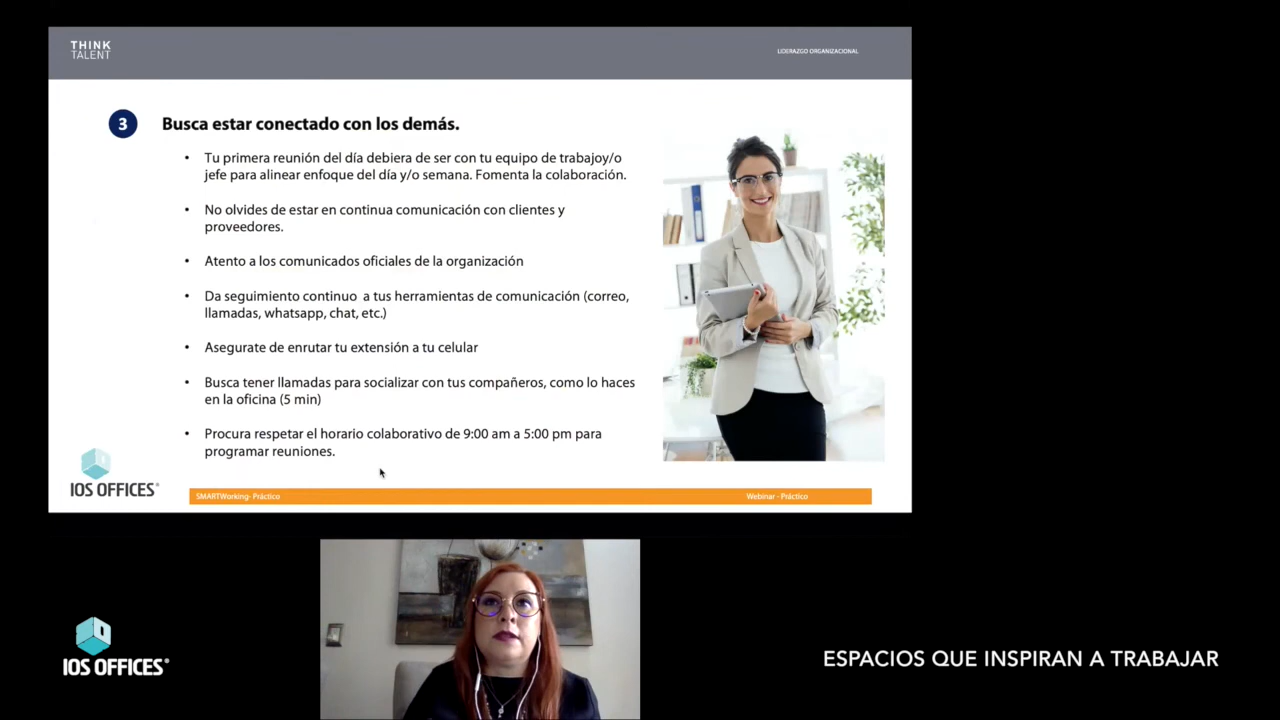 THINK
TALENT
LIDERAZGO ORGANIZACIONAL
3 Busca estar conectado con los demás.
• Tu primera reunión del día debiera de ser con tu equipo de trabajoy/o
jefe para alinear enfoque del día y/o semana. Fomenta la colaboración.
• No olvides de estar en continua comunicación con clientes y
proveedores.
• Atento a los comunicados oficiales de la organización
• Da seguimiento continuo a tus herramientas de comunicación (correo,
llamadas, whatsapp, chat, etc.)
• Asegurate de enrutar tu extensión a tu celular
• Busca tener llamadas para socializar con tus compañeros, como lo haces
en la oficina (5 min)
• Procura respetar el horario colaborativo de 9:00 am a 5:00 pm para
programar reuniones.
IOS OFFICES®
SMARTWorking- Práctico
Webinar - Práctico
IOS OFFICES®
ESPACIOS QUE INSPIRAN A TRABAJAR